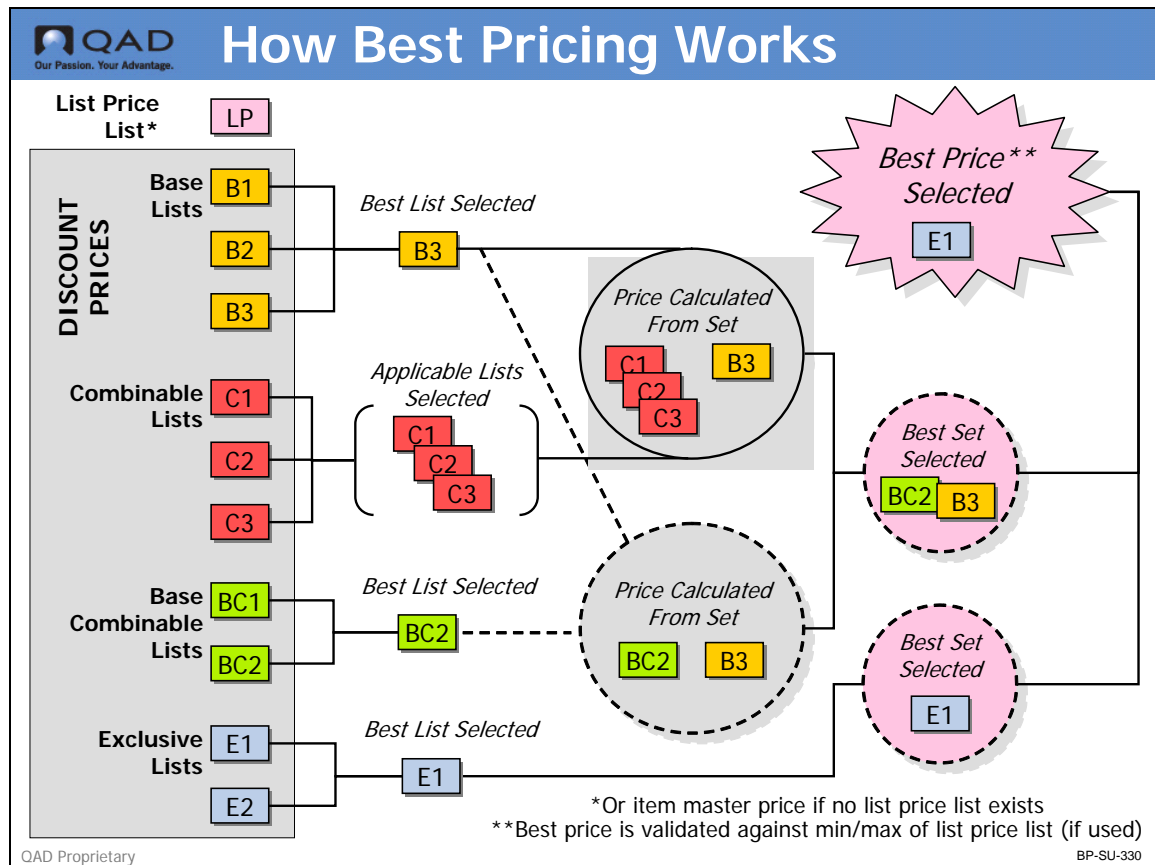 QAD
Our Passion. Your Advantage.
How Best Pricing Works
List Price
List*
LP
DISCOUNT
PRICES
Base
Lists
B1
B2
B3
Best List Selected
B3
Combinable
Lists
C1
C2
C3
Applicable Lists
Selected
C1
C2
C3
Base
Combinable
Lists
BC1
BC2
Best List Selected
BC2
Exclusive
Lists
E1
E2
Best List Selected
E1
Price Calculated
From Set
C1
C2
C3
B3
Price Calculated
From Set
BC2
B3
Best Set
Selected
BC2
B3
Best Set
Selected
E1
Best Price**
Selected
E1
*Or item master price if no list price list exists
**Best price is validated against min/max of list price list (if used)
QAD Proprietary
BP-SU-330